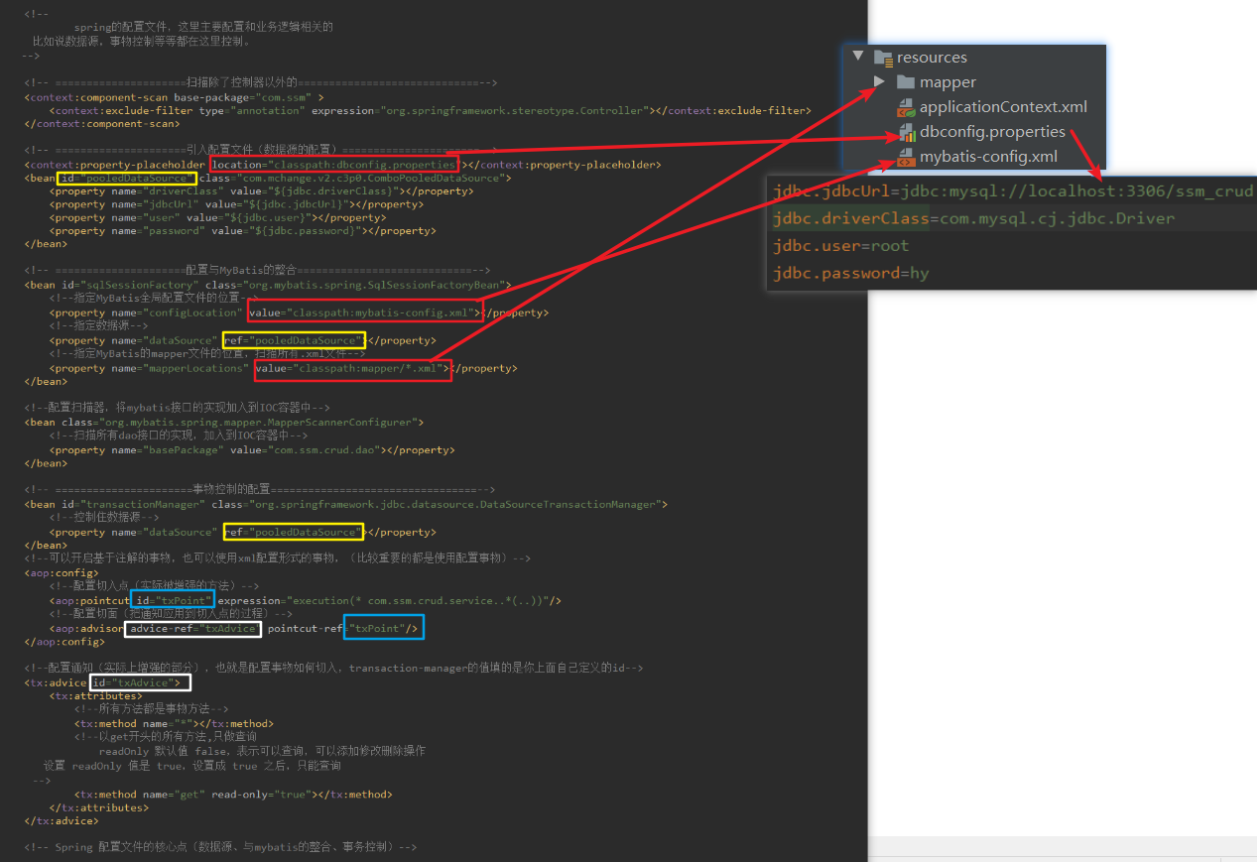 <!--
spring的配置文件，这里主要配置和业务逻辑相关的
比如说数据源，事物控制等等都在这里控制。
-->
<!-- =====================扫描除了控制器以外的=============================-->
<context:component-scan base-package="com.ssm" >
<context:exclude-filter type="annotation" expression="org.springframework.stereotype.Controller"></context:exclude-filter>
</context:component-scan>
<!-- =====================引入配置文件（数据源的配置）=========================-->
<context:property-placeholder location="classpath:dbconfig.properties"></context:property-placeholder>
<bean id="pooledDataSource" class="com.mchange.v2.c3p0.ComboPooledDataSource">
<property name="driverClass" value="${jdbc.driverClass}"></property>
<property name="jdbcUrl" value="${jdbc.jdbcUrl}"></property>
<property name="user" value="${jdbc.user}"></property>
<property name="password" value="${jdbc.password}"></property>
</bean>
<!-- =====================配置与MyBatis的整合============================-->
<bean id="sqlSessionFactory" class="org.mybatis.spring.SqlSessionFactoryBean">
<!--指定MyBatis全局配置文件的位置-->
<property name="configLocation" value="classpath:mybatis-config.xml"></property>
<!--指定数据源-->
<property name="dataSource" ref="pooledDataSource"></property>
<!--指定MyBatis的mapper文件的位置，扫描所有.xml文件-->
<property name="mapperLocations" value="classpath:mapper/*.xml"></property>
</bean>
<!--配置扫描器，将mybatis接口的实现加入到IOC容器中-->
<bean class="org.mybatis.spring.mapper.MapperScannerConfigurer">
<!--扫描所有dao接口的实现，加入到IOC容器中-->
<property name="basePackage" value="com.ssm.crud.dao"></property>
</bean>
<!-- ======================事物控制的配置=================================-->
<bean id="transactionManager" class="org.springframework.jdbc.datasource.DataSourceTransactionManager">
<!--控制住数据源-->
<property name="dataSource" ref="pooledDataSource"></property>
</bean>
<!--可以开启基于注解的事物，也可以使用xml配置形式的事物，（比较重要的都是使用配置事物）-->
<aop:config>
<!--配置切入点（实际被增强的方法）-->
<aop:pointcut id="txPoint" expression="execution(* com.ssm.crud.service..*(..))"/>
<!--配置切面（把通知应用到切入点的过程）-->
<aop:advisor advice-ref="txAdvice" pointcut-ref="txPoint"/>
</aop:config>
<!--配置通知（实际上增强的部分），也就是配置事物如何切入，transaction-manager的值填的是你上面自己定义的id-->
<tx:advice id="txAdvice">
<tx:attributes>
<!--所有方法都是事物方法-->
<tx:method name="*"></tx:method>
<!--以get开头的所有方法,只做查询
readOnly 默认值 false，表示可以查询，可以添加修改删除操作
设置 readOnly 值是 true，设置成 true 之后，只能查询
-->
<tx:method name="get" read-only="true"></tx:method>
</tx:attributes>
</tx:advice>
<!-- Spring 配置文件的核心点（数据源、与mybatis的整合、事务控制）-->
resources
mapper
applicationContext.xml
dbconfig.properties
mybatis-config.xml
jdbc.jdbcUrl=jdbc:mysql://localhost:3306/ssm_crud
jdbc.driverClass=com.mysql.cj.jdbc.Driver
jdbc.user=root
jdbc.password=hy